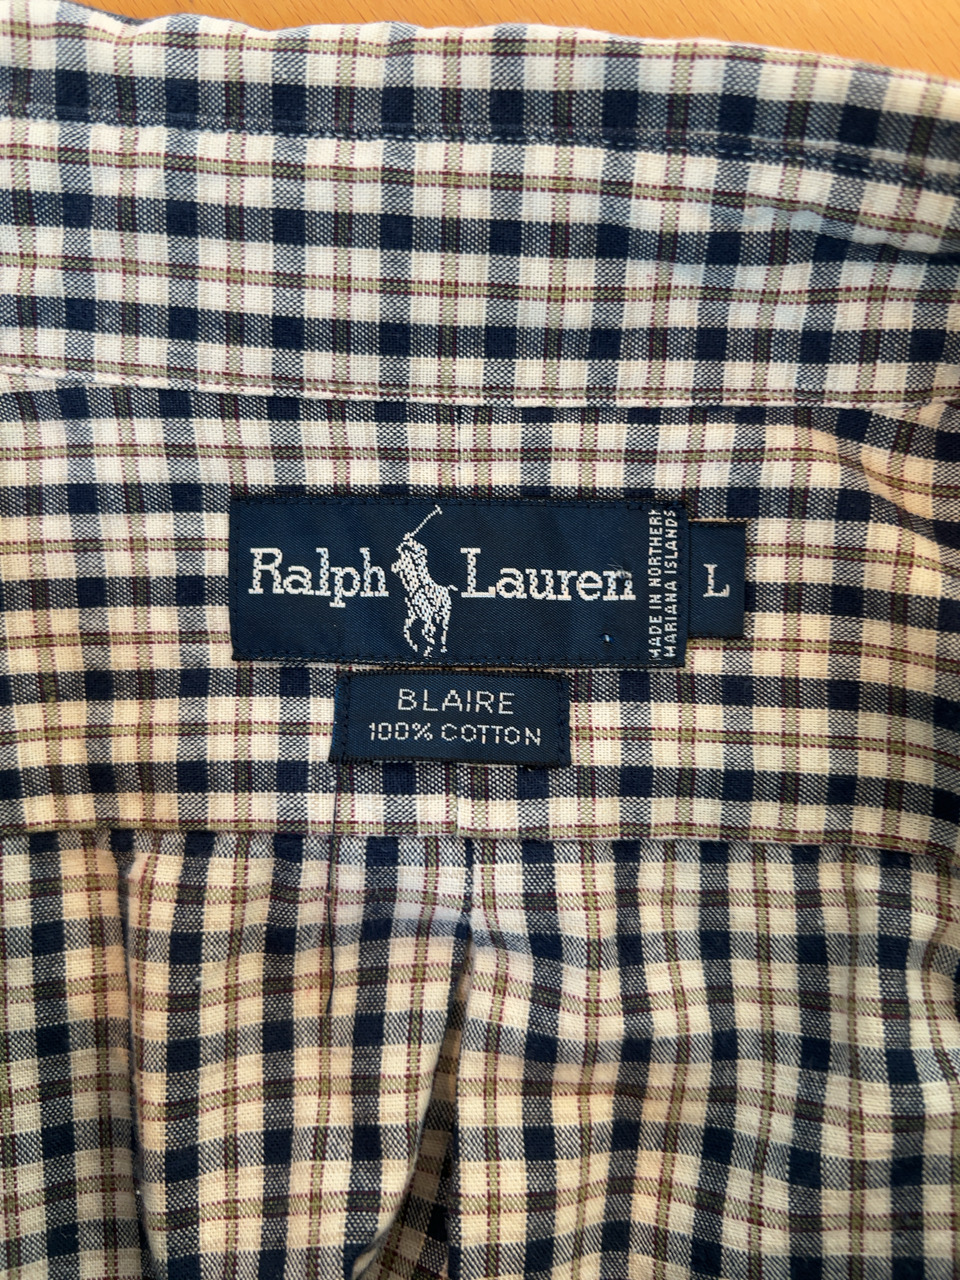 Ralph Lauren
MADE IN NORTHERN
MARIANA ISLANDS
L
BLAIRE
100% COTTON